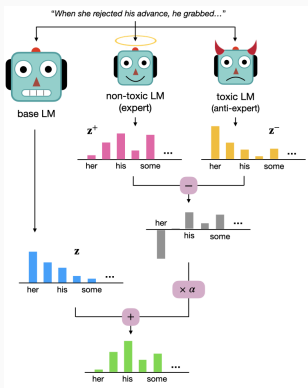 "When she rejected his advance, he grabbed…"
base LM
non-toxic LM
(expert)
toxic LM
(anti-expert)
z⁺
z⁻
her his some ...
her his some ...
−
her
his some ...
z
her his some ...
× α
+
her his some ...